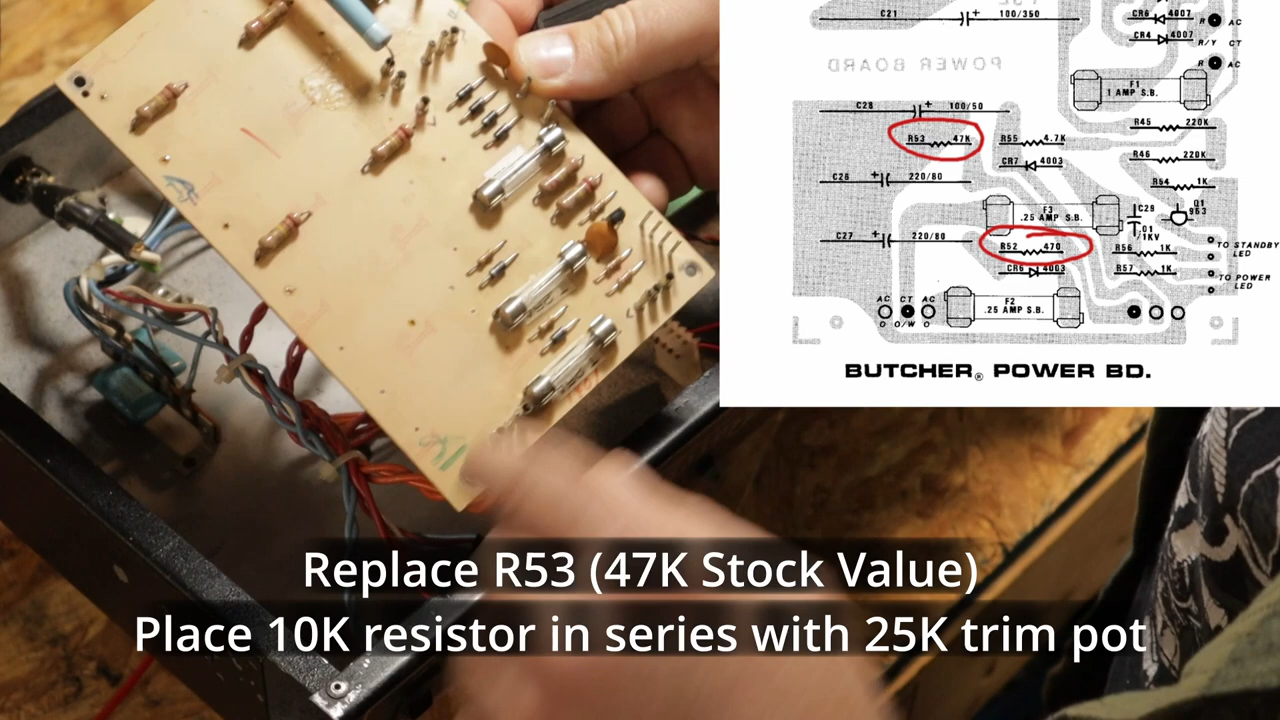 C21 + 100/350
CR6 4007
R AC
CR4 4007
R/Y CT
POWER BOARD
R AC
F1
1 AMP S.B.
C28 + 100/50
R53 47K
R55 4.7K
R45 220K
CR7 4003
R46 220K
C26 + 220/80
R54 1K
F3
.25 AMP S.B.
C29
Q1
.01
1KV
C27 + 220/80
R52 470
R56 1K
TO STANDBY
LED
CR6 4003
R57 1K
TO POWER
LED
AC CT AC
O O/W O
F2
.25 AMP S.B.
BUTCHER® POWER BD.
Replace R53 (47K Stock Value)
Place 10K resistor in series with 25K trim pot